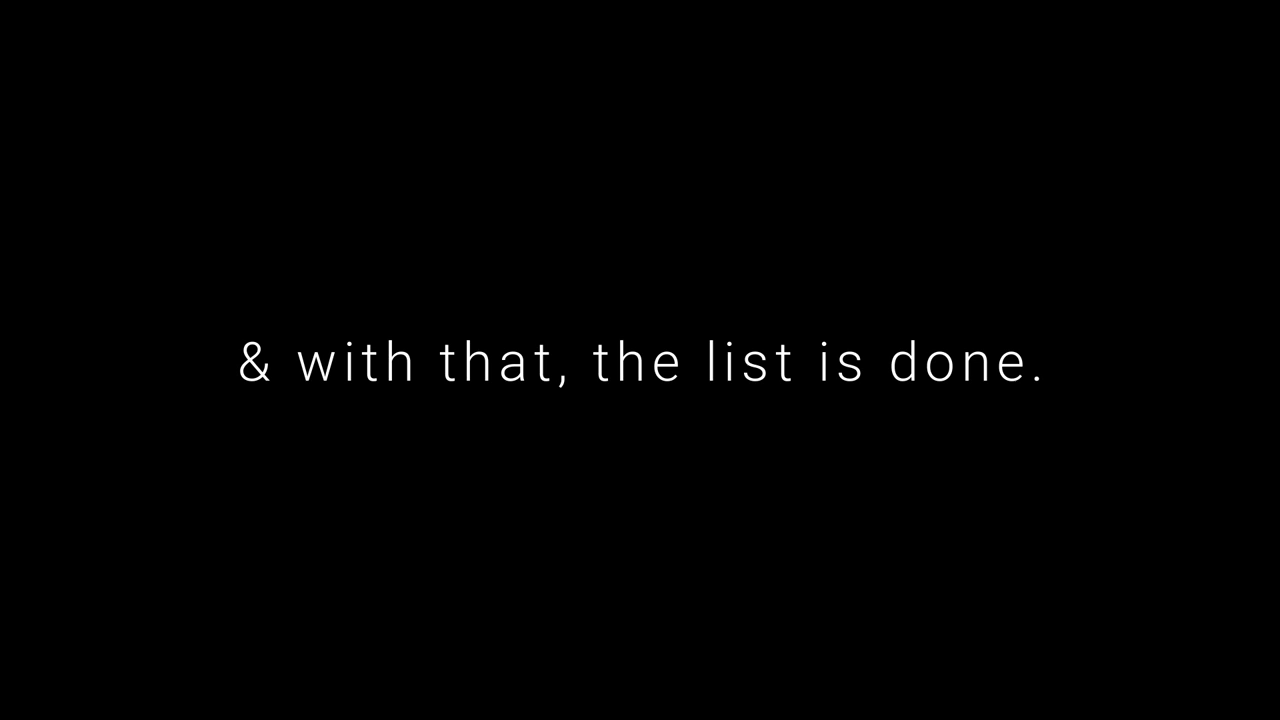 & with that, the list is done.